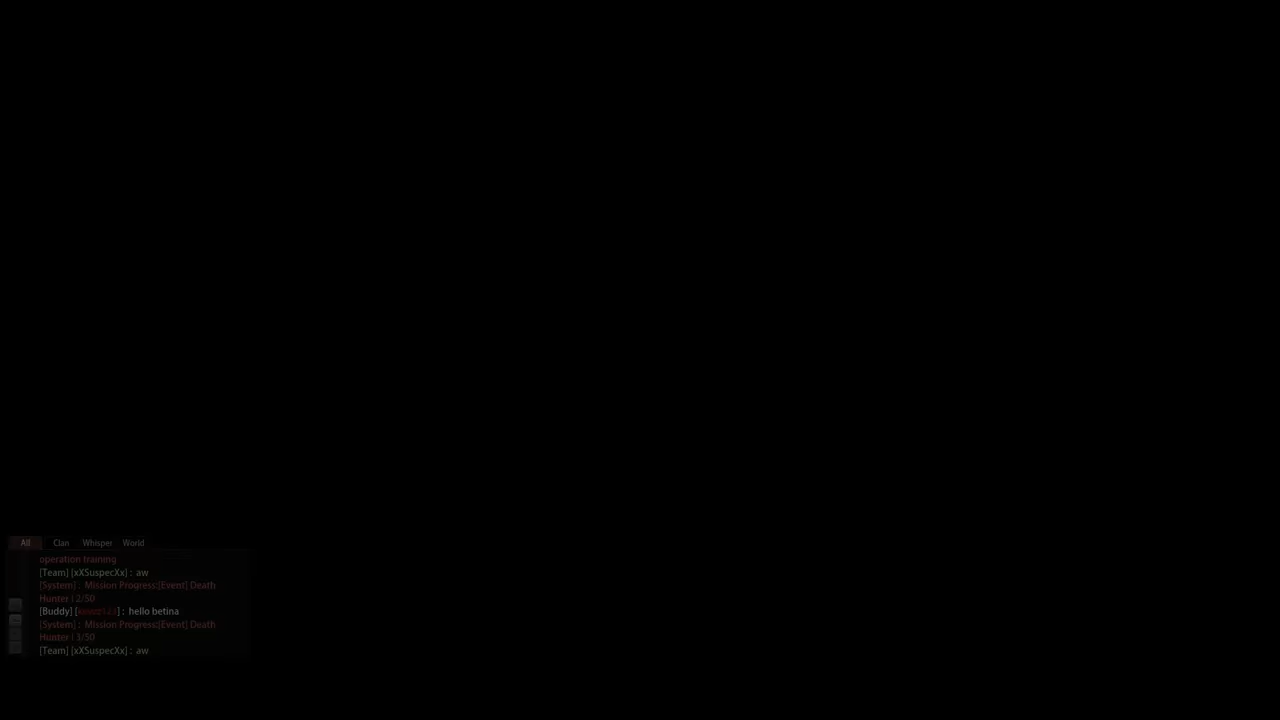 All Clan Whisper World
operation training
[Team] [xXSuspecXx] : aw
[System] : Mission Progress:[Event] Death
Hunter I 2/50
[Buddy] [ ] : hello betina
[System] : Mission Progress:[Event] Death
Hunter I 3/50
[Team] [xXSuspecXx] : aw